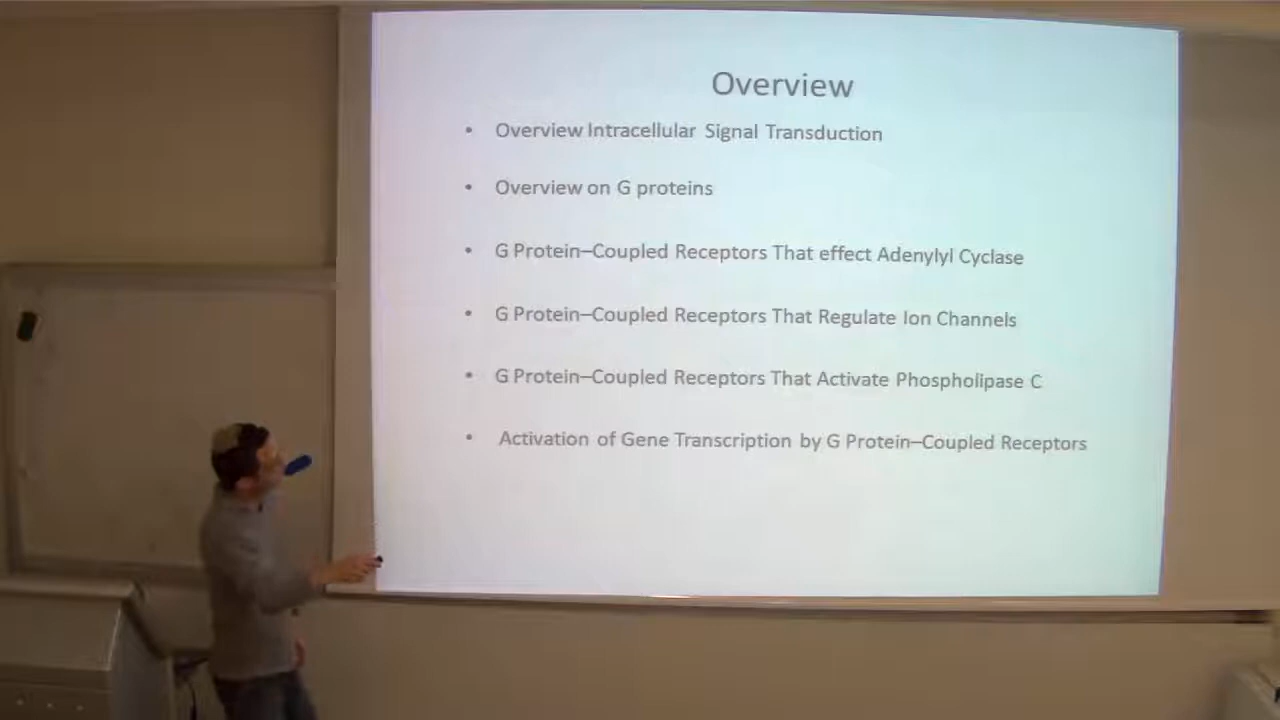 Overview
• Overview Intracellular Signal Transduction
• Overview on G proteins
• G Protein–Coupled Receptors That effect Adenylyl Cyclase
• G Protein–Coupled Receptors That Regulate Ion Channels
• G Protein–Coupled Receptors That Activate Phospholipase C
• Activation of Gene Transcription by G Protein–Coupled Receptors